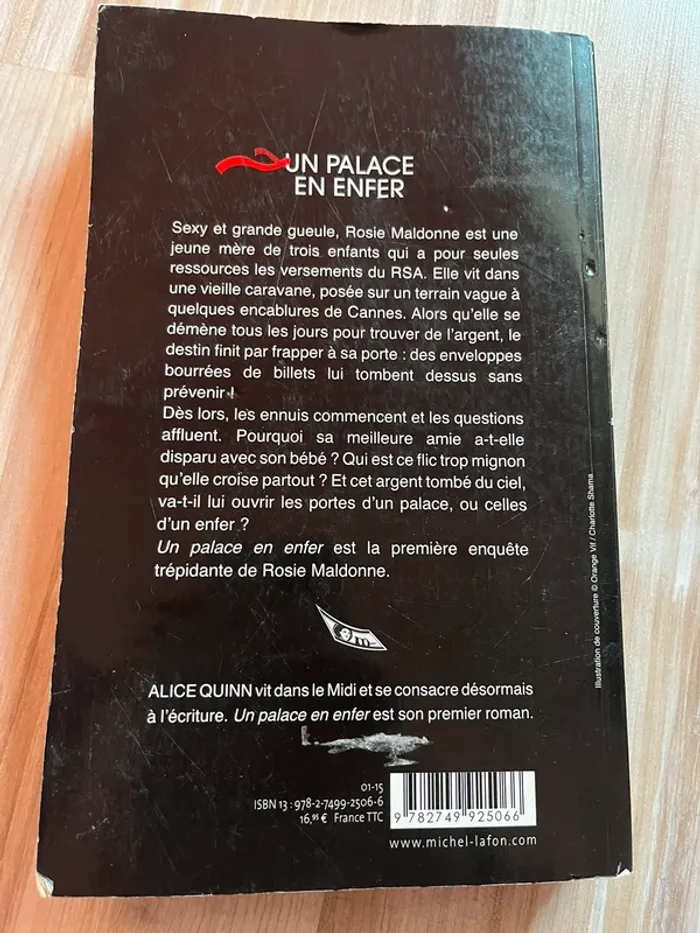 UN PALACE
EN ENFER
Sexy et grande gueule, Rosie Maldonne est une
jeune mère de trois enfants qui a pour seules
ressources les versements du RSA. Elle vit dans
une vieille caravane, posée sur un terrain vague à
quelques encablures de Cannes. Alors qu'elle se
démène tous les jours pour trouver de l'argent, le
destin finit par frapper à sa porte : des enveloppes
bourrées de billets lui tombent dessus sans
prévenir !
Dès lors, les ennuis commencent et les questions
affluent. Pourquoi sa meilleure amie a-t-elle
disparu avec son bébé ? Qui est ce flic trop mignon
qu'elle croise partout ? Et cet argent tombé du ciel,
va-t-il lui ouvrir les portes d'un palace, ou celles
d'un enfer ?
Un palace en enfer est la première enquête
trépidante de Rosie Maldonne.
ALICE QUINN vit dans le Midi et se consacre désormais
à l'écriture. Un palace en enfer est son premier roman.
01-15
ISBN 13 : 978-2-7499-2506-6
16,95 € France TTC
9 782749 925066
www.michel-lafon.com
Illustration de couverture © Orange Vif / Charlotte Shama